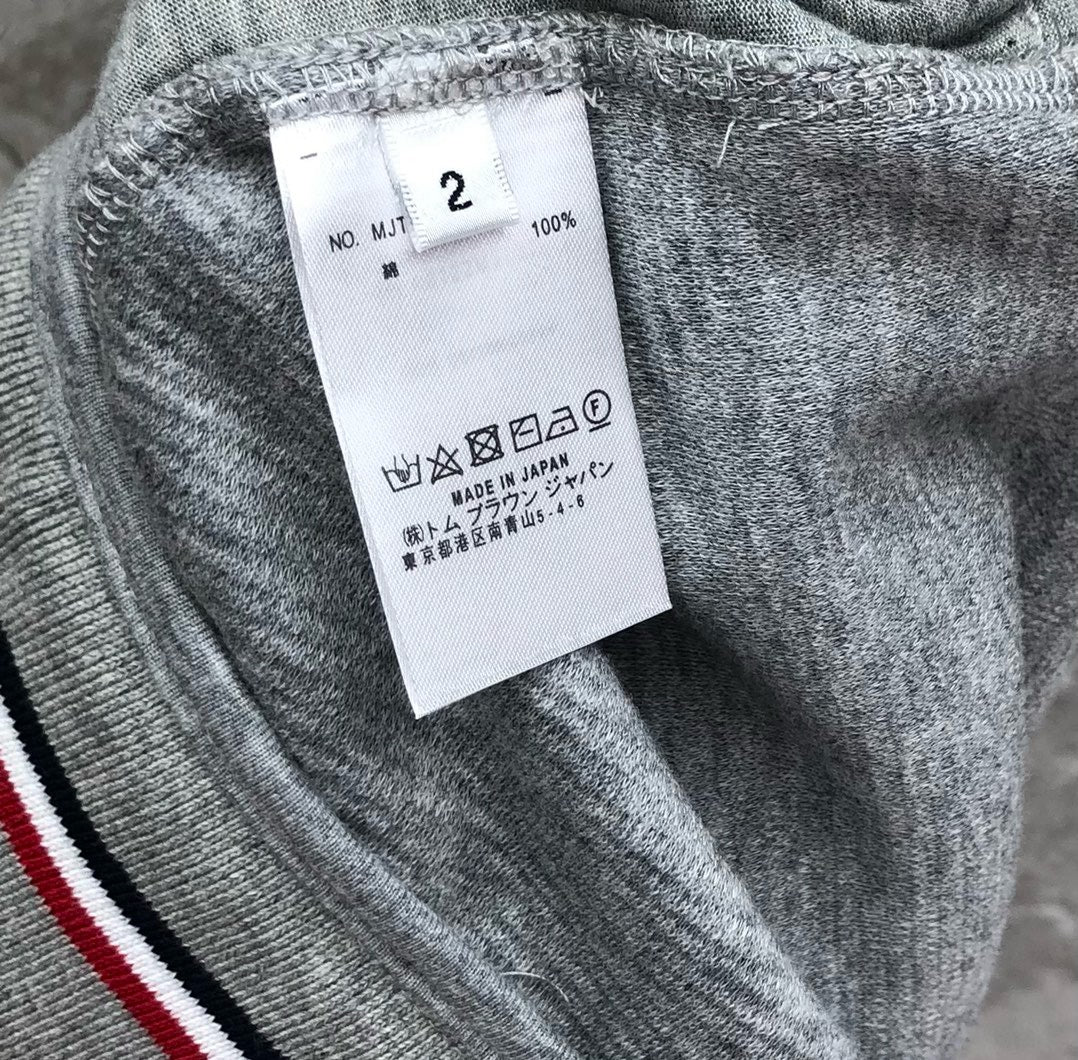 2
NO. MJT
100%
綿
F
MADE IN JAPAN
(株)トム ブラウン ジャパン
東京都港区南青山5-4-6